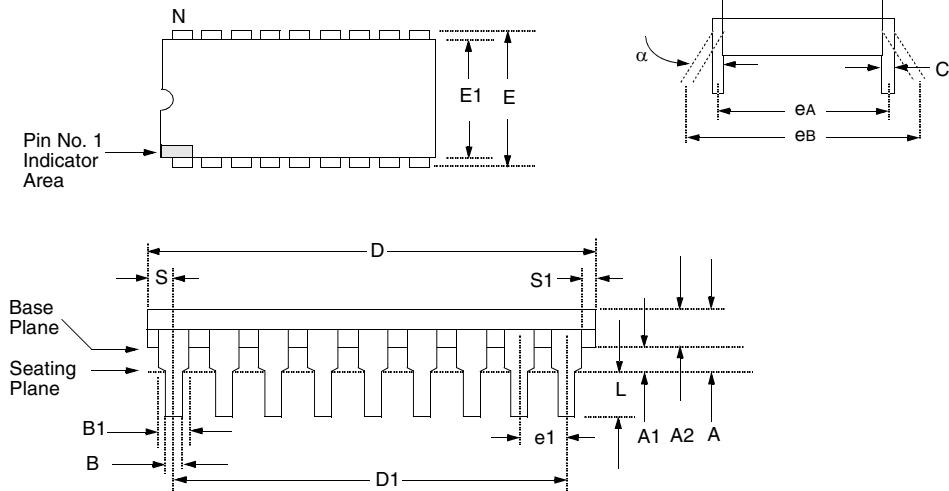 N
E1
E
Pin No. 1
Indicator
Area
α
C
eA
eB
D
S
S1
Base
Plane
Seating
Plane
L
B1
e1
A1
A2
A
B
D1